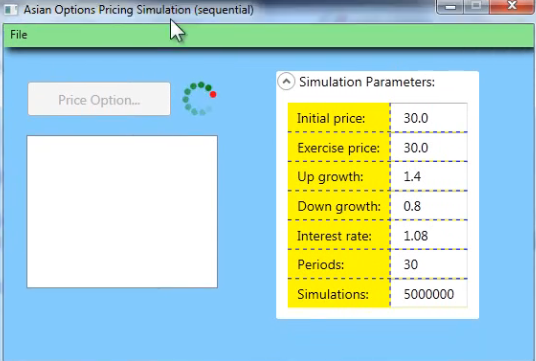 Asian Options Pricing Simulation (sequential)
File
Price Option...
Simulation Parameters:
Initial price: 30.0
Exercise price: 30.0
Up growth: 1.4
Down growth: 0.8
Interest rate: 1.08
Periods: 30
Simulations: 5000000